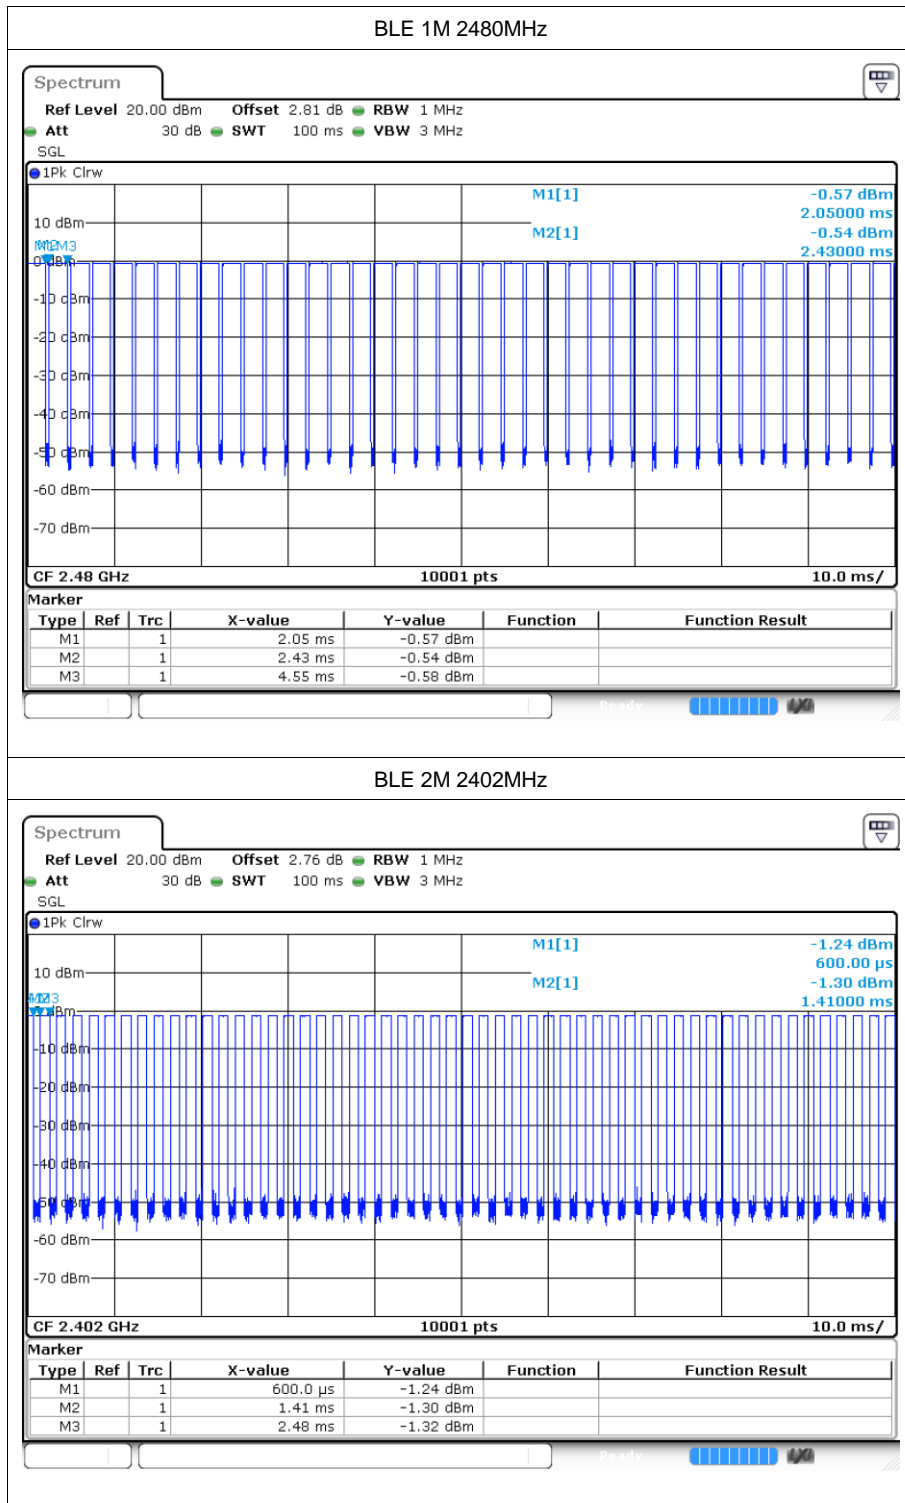 BLE 1M 2480MHz
Spectrum
Ref Level 20.00 dBm Offset 2.81 dB RBW 1 MHz
Att 30 dB SWT 100 ms VBW 3 MHz
SGL
1Pk Clrw
M1[1] -0.57 dBm
2.05000 ms
10 dBm
M2[1] -0.54 dBm
2.43000 ms
M3
0 dBm
-10 dBm
-20 dBm
-30 dBm
-40 dBm
-50 dBm
-60 dBm
-70 dBm
CF 2.48 GHz 10001 pts 10.0 ms/
Marker
Type Ref Trc X-value Y-value Function Function Result
M1 1 2.05 ms -0.57 dBm
M2 1 2.43 ms -0.54 dBm
M3 1 4.55 ms -0.58 dBm
Ready LXI
BLE 2M 2402MHz
Spectrum
Ref Level 20.00 dBm Offset 2.76 dB RBW 1 MHz
Att 30 dB SWT 100 ms VBW 3 MHz
SGL
1Pk Clrw
M1[1] -1.24 dBm
600.00 µs
10 dBm
M2[1] -1.30 dBm
1.41000 ms
0 dBm
-10 dBm
-20 dBm
-30 dBm
-40 dBm
-50 dBm
-60 dBm
-70 dBm
CF 2.402 GHz 10001 pts 10.0 ms/
Marker
Type Ref Trc X-value Y-value Function Function Result
M1 1 600.0 µs -1.24 dBm
M2 1 1.41 ms -1.30 dBm
M3 1 2.48 ms -1.32 dBm
Ready LXI